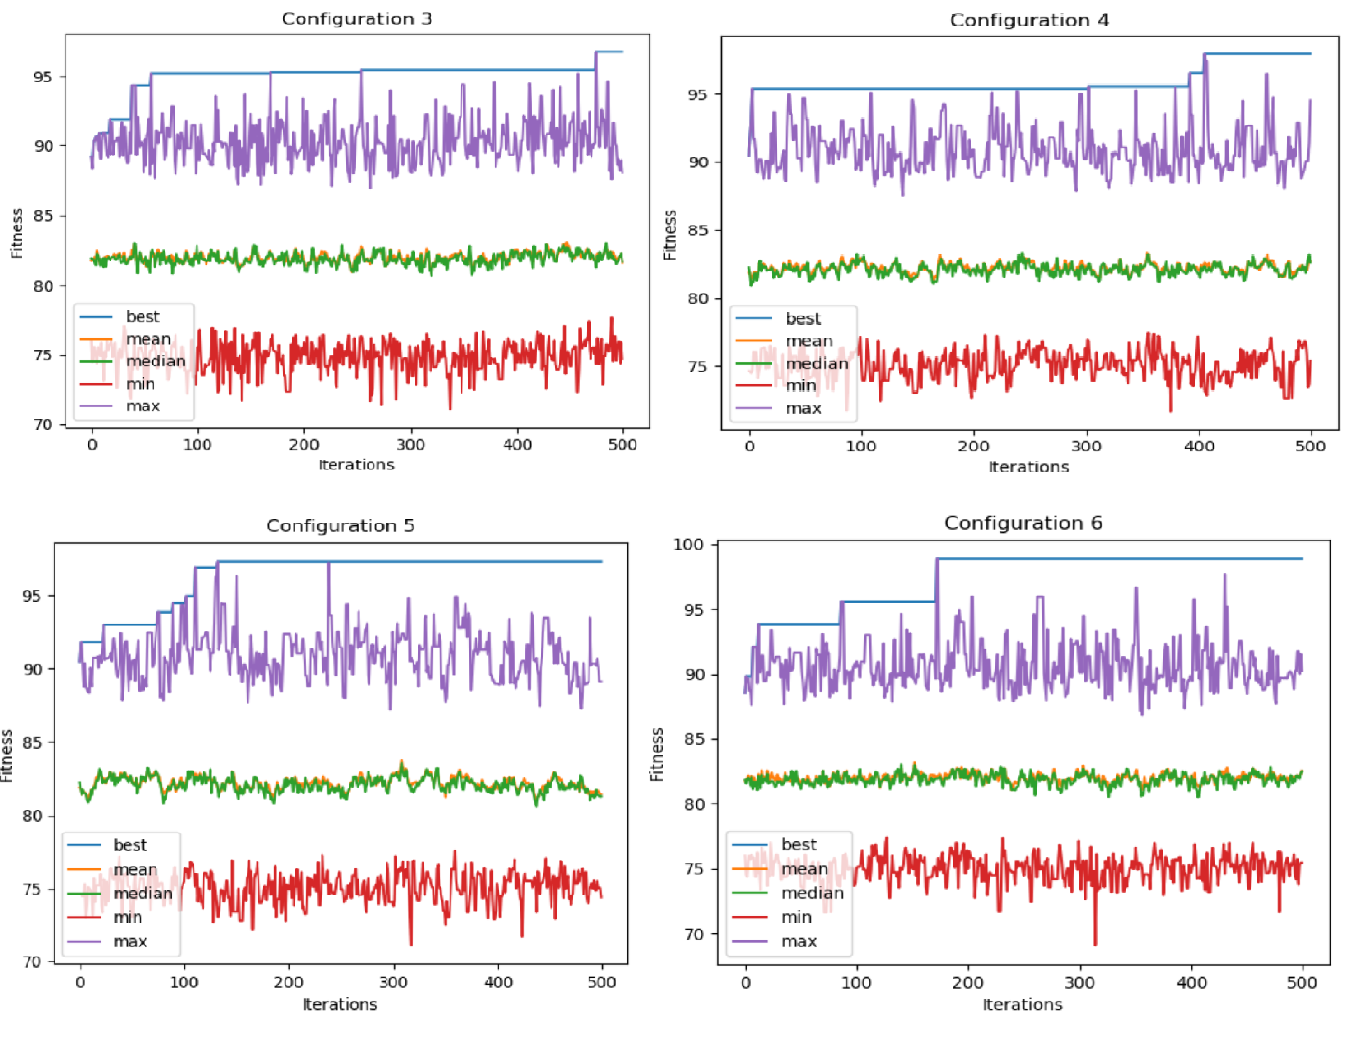 Configuration 3
95
90
85
80
75
70
Fitness
best
mean
median
min
max
0 100 200 300 400 500
Iterations
Configuration 4
95
90
85
80
75
Fitness
best
mean
median
min
max
0 100 200 300 400 500
Iterations
Configuration 5
95
90
85
80
75
70
Fitness
best
mean
median
min
max
0 100 200 300 400 500
Iterations
Configuration 6
100
95
90
85
80
75
70
Fitness
best
mean
median
min
max
0 100 200 300 400 500
Iterations